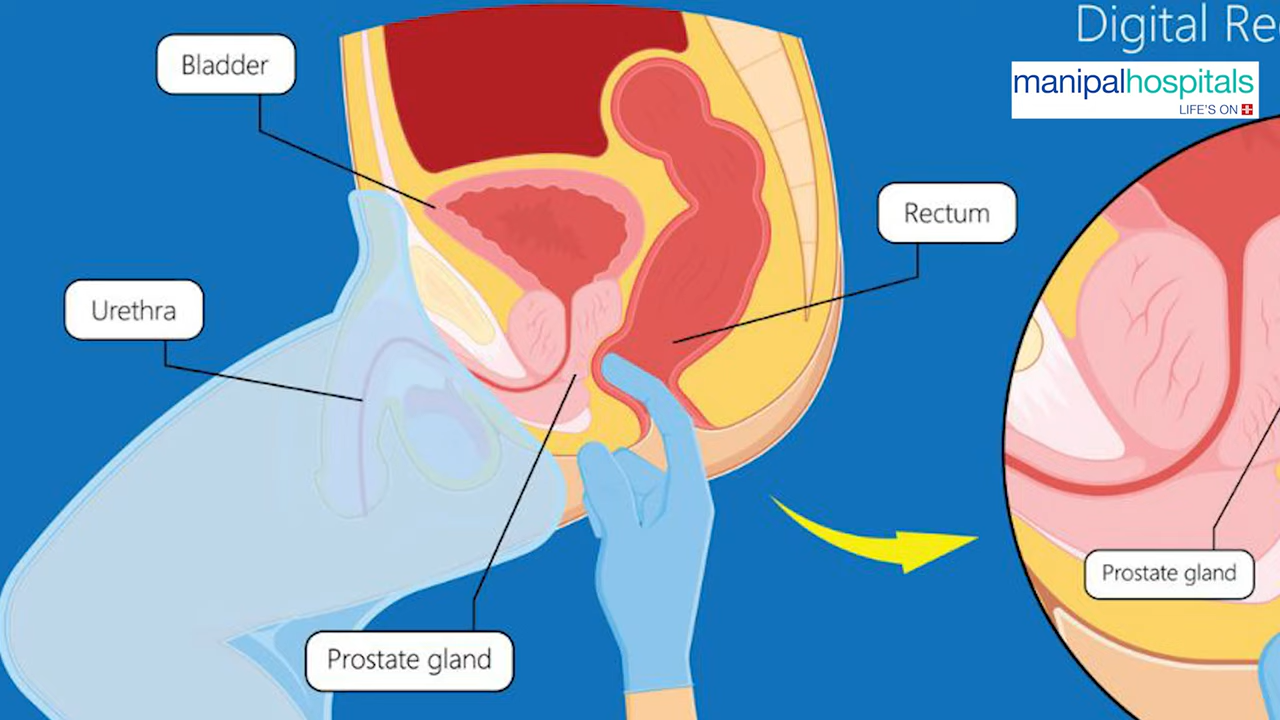 Digital Re
manipalhospitals
LIFE'S ON
Bladder
Rectum
Urethra
Prostate gland
Prostate gland